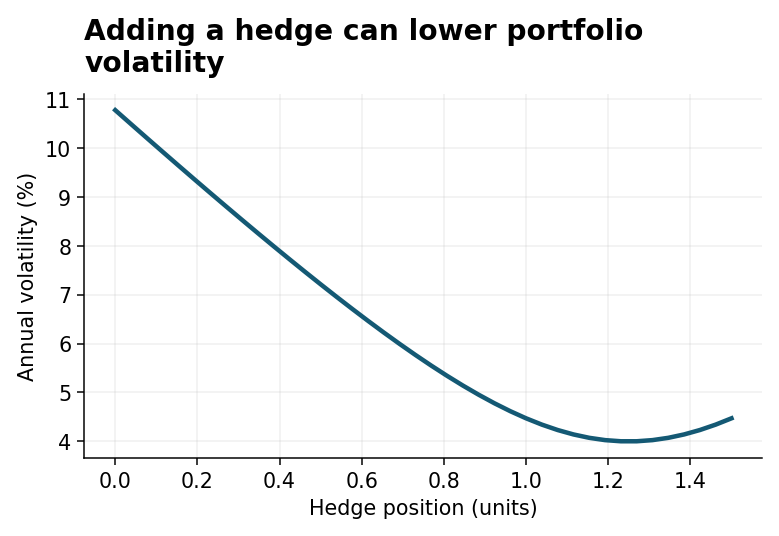 Adding a hedge can lower portfolio
volatility
Annual volatility (%)
11
10
9
8
7
6
5
4
0.0 0.2 0.4 0.6 0.8 1.0 1.2 1.4
Hedge position (units)